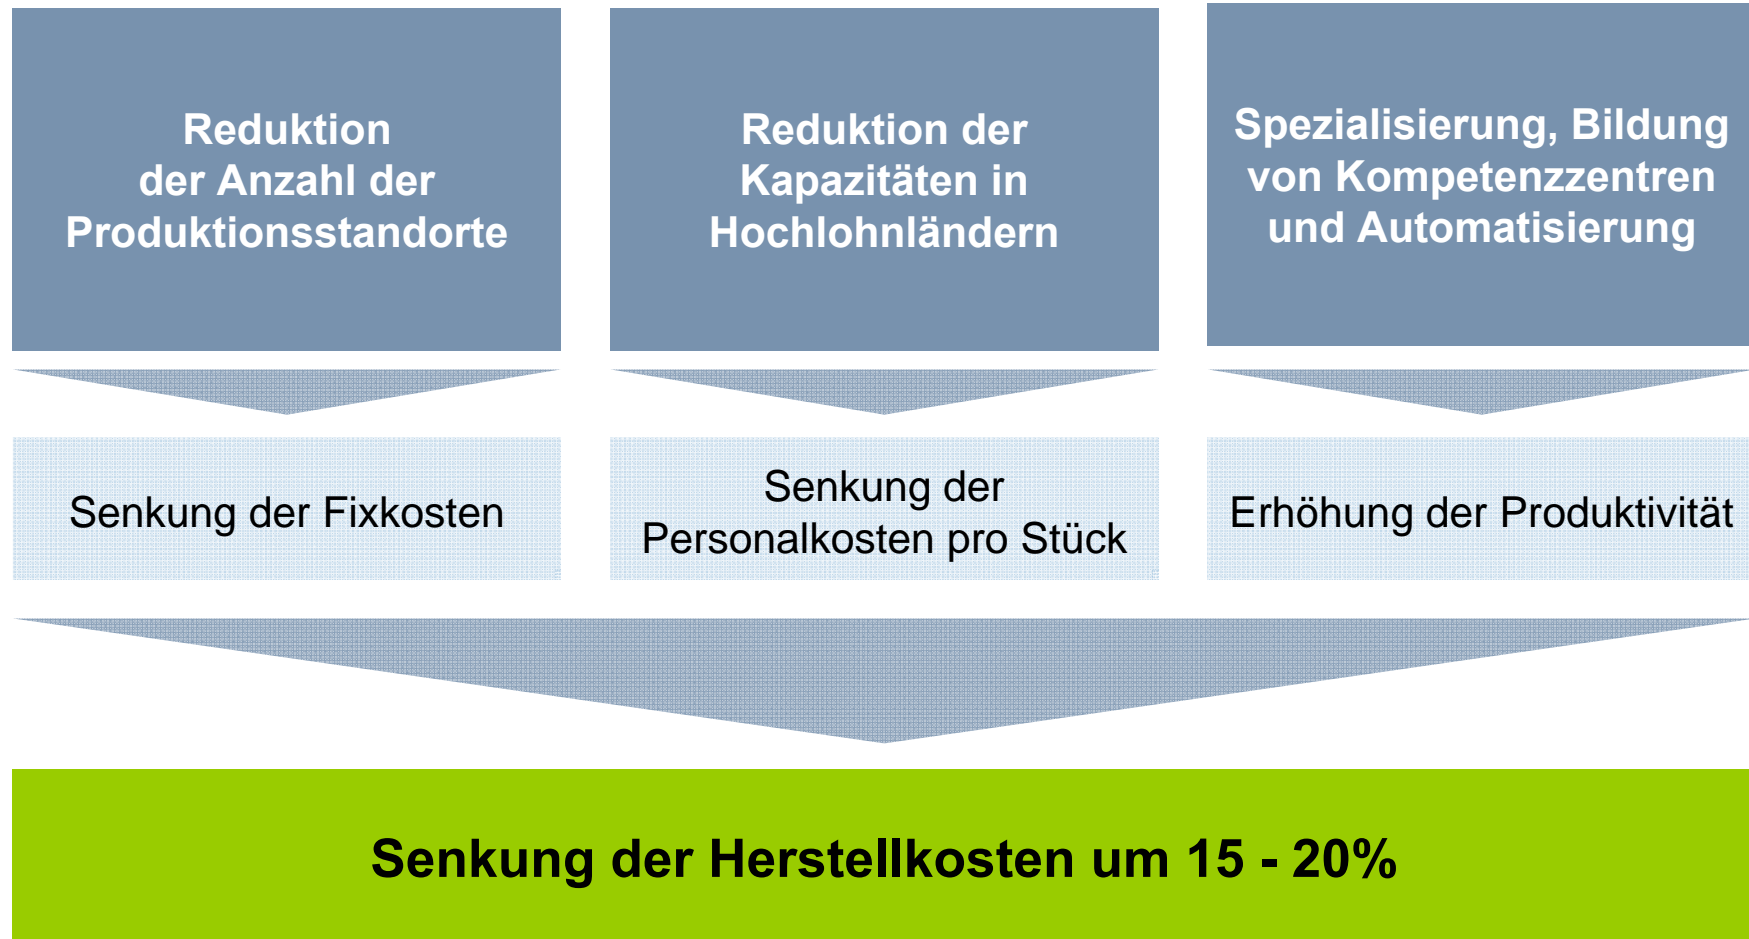 Reduktion
der Anzahl der
Produktionsstandorte
Reduktion der
Kapazitäten in
Hochlohnländern
Spezialisierung, Bildung
von Kompetenzzentren
und Automatisierung
Senkung der Fixkosten
Senkung der
Personalkosten pro Stück
Erhöhung der Produktivität
Senkung der Herstellkosten um 15 - 20%